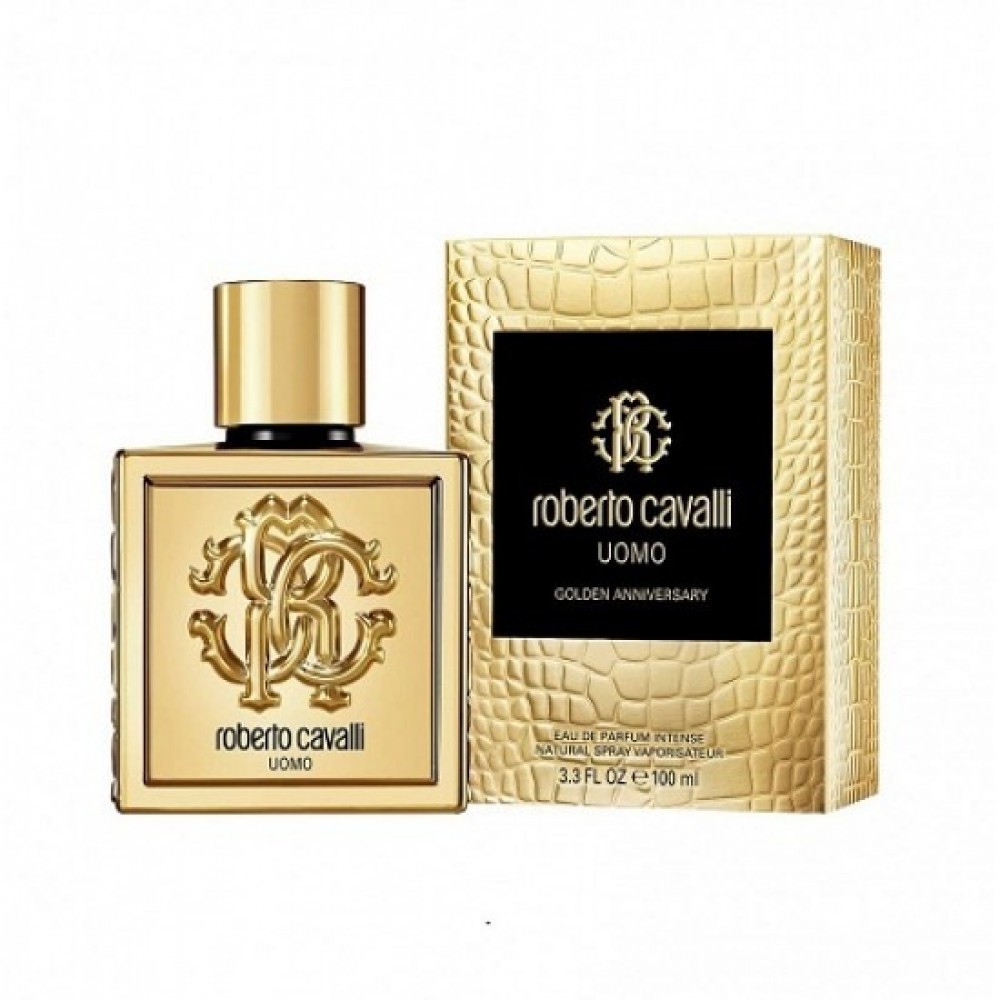 roberto cavalli
UOMO
roberto cavalli
UOMO
GOLDEN ANNIVERSARY
EAU DE PARFUM INTENSE
NATURAL SPRAY VAPORISATEUR
3.3 FL OZ ℮ 100 ml